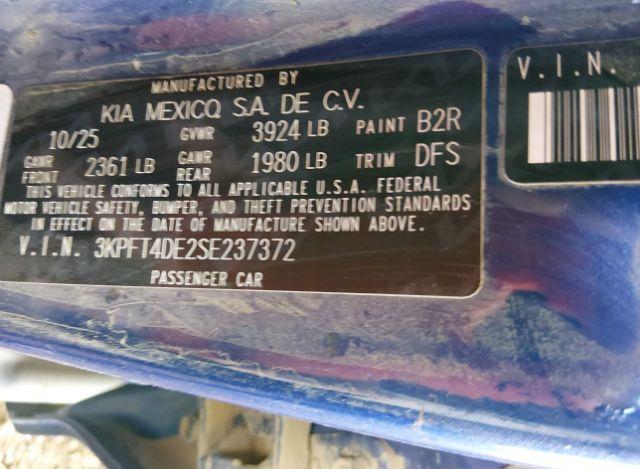 MANUFACTURED BY
KIA MEXICO, S.A. DE C.V.
10/25 GVWR 3924 LB PAINT B2R
GAWR FRONT 2361 LB GAWR REAR 1980 LB TRIM DFS
THIS VEHICLE CONFORMS TO ALL APPLICABLE U.S.A. FEDERAL
MOTOR VEHICLE SAFETY, BUMPER, AND THEFT PREVENTION STANDARDS
IN EFFECT ON THE DATE OF MANUFACTURE SHOWN ABOVE.
V.I.N. 3KPFT4DE2SE237372
PASSENGER CAR
V.I.N.